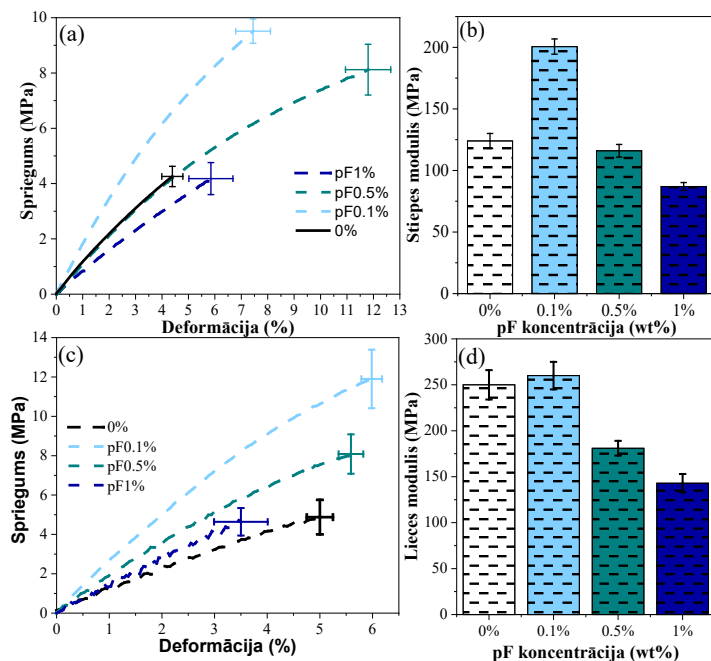 (a)
Spriegums (MPa)
10
8
6
4
2
0
0 1 2 3 4 5 6 7 8 9 10 11 12 13
Deformācija (%)
pF1%
pF0.5%
pF0.1%
0%
(b)
Stiepes modulis (MPa)
200
150
100
50
0
0% 0.1% 0.5% 1%
pF koncentrācija (wt%)
(c)
Spriegums (MPa)
14
12
10
8
6
4
2
0
0 1 2 3 4 5 6
Deformācija (%)
0%
pF0.1%
pF0.5%
pF1%
(d)
Lieces modulis (MPa)
300
250
200
150
100
50
0
0% 0.1% 0.5% 1%
pF koncentrācija (wt%)